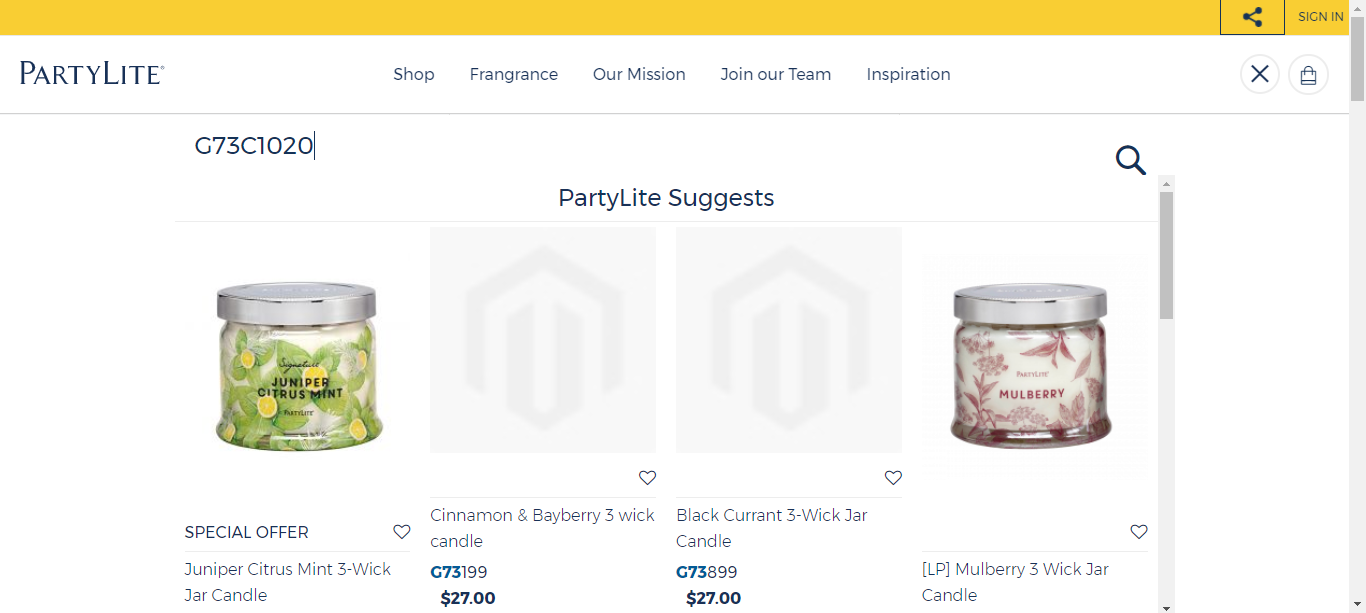 SIGN IN
PARTYLITE
Shop
Frangrance
Our Mission
Join our Team
Inspiration
G73C1020
PartyLite Suggests
Signature
JUNIPER
CITRUS MINT
PARTYLITE
PARTYLITE
MULBERRY
SPECIAL OFFER
Juniper Citrus Mint 3-Wick
Jar Candle
Cinnamon & Bayberry 3 wick
candle
G73199
$27.00
Black Currant 3-Wick Jar
Candle
G73899
$27.00
[LP] Mulberry 3 Wick Jar
Candle